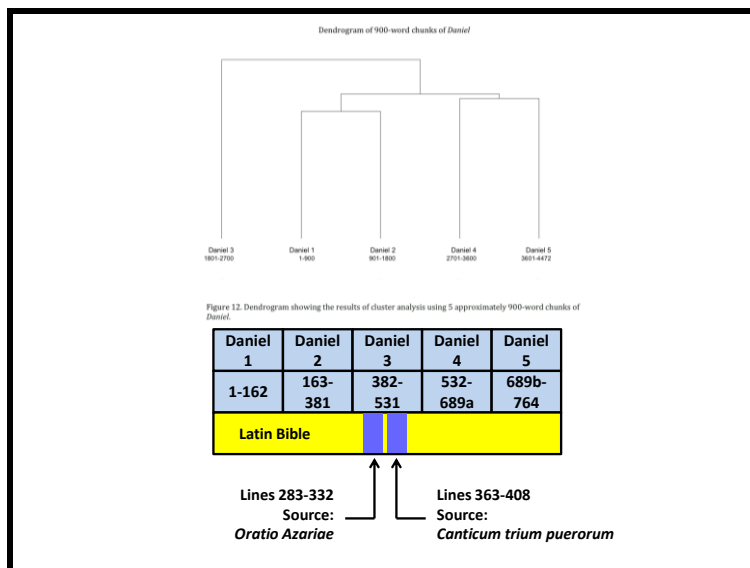 Dendrogram of 900-word chunks of Daniel
Daniel 3
1801-2700
Daniel 1
1-900
Daniel 2
901-1800
Daniel 4
2701-3600
Daniel 5
3601-4472
Figure 12. Dendrogram showing the results of cluster analysis using 5 approximately 900-word chunks of
Daniel.
Daniel
1
Daniel
2
Daniel
3
Daniel
4
Daniel
5
1-162
163-
381
382-
531
532-
689a
689b-
764
Latin Bible
Lines 283-332
Source:
Oratio Azariae
Lines 363-408
Source:
Canticum trium puerorum